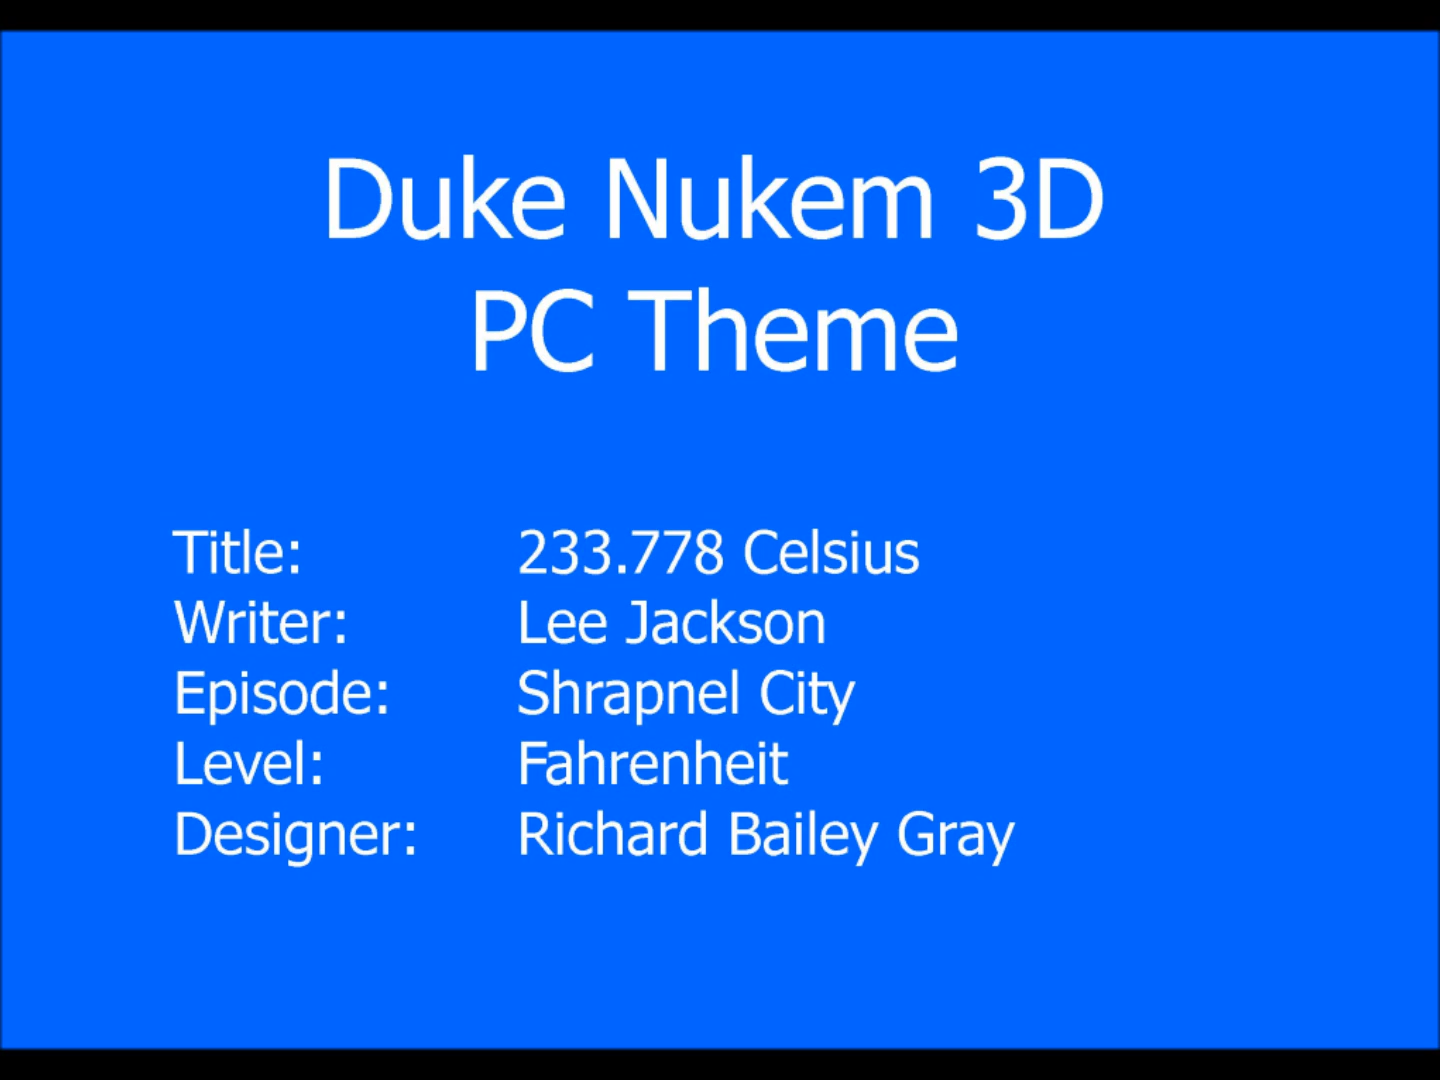 Duke Nukem 3D
PC Theme
Title: 233.778 Celsius
Writer: Lee Jackson
Episode: Shrapnel City
Level: Fahrenheit
Designer: Richard Bailey Gray